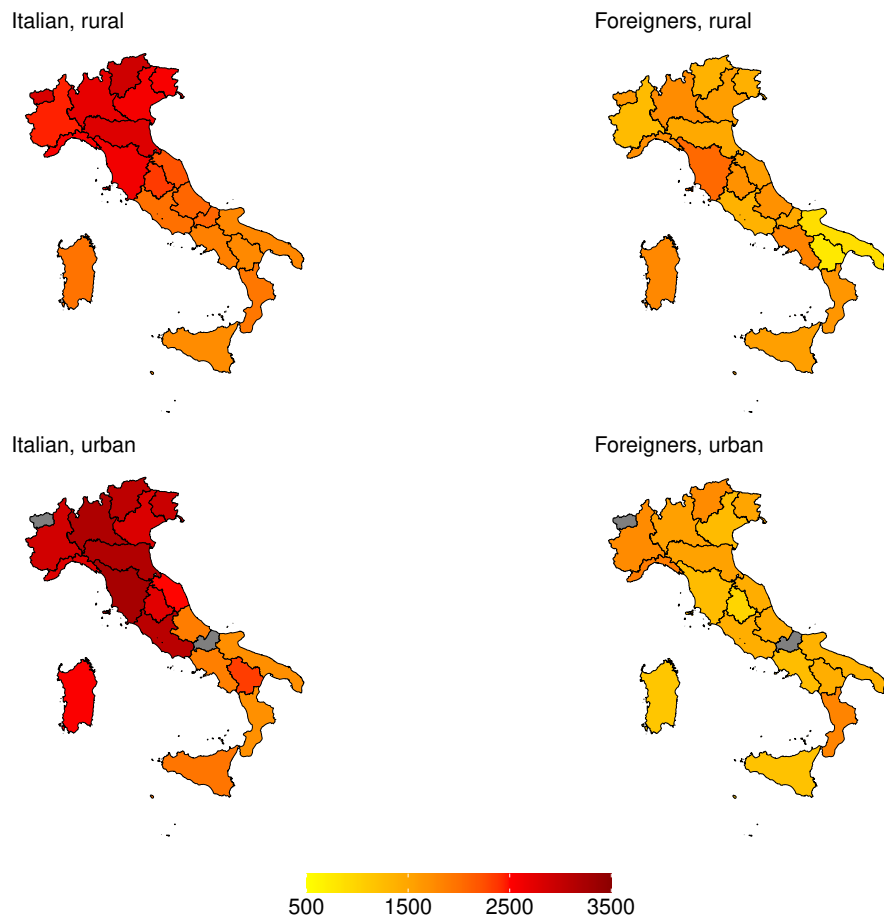 Italian, rural
Foreigners, rural
Italian, urban
Foreigners, urban
500 1500 2500 3500